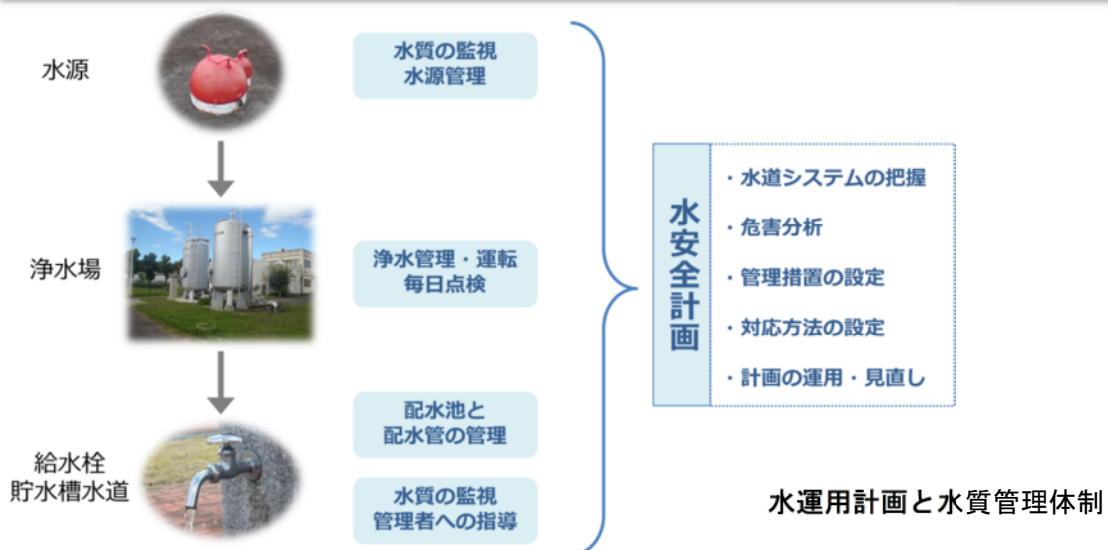 水源
水質の監視
水源管理
浄水場
浄水管理・運転
毎日点検
給水栓
貯水槽水道
配水池と
配水管の管理
水質の監視
管理者への指導
水安全計画
・水道システムの把握
・危害分析
・管理措置の設定
・対応方法の設定
・計画の運用・見直し
水運用計画と水質管理体制